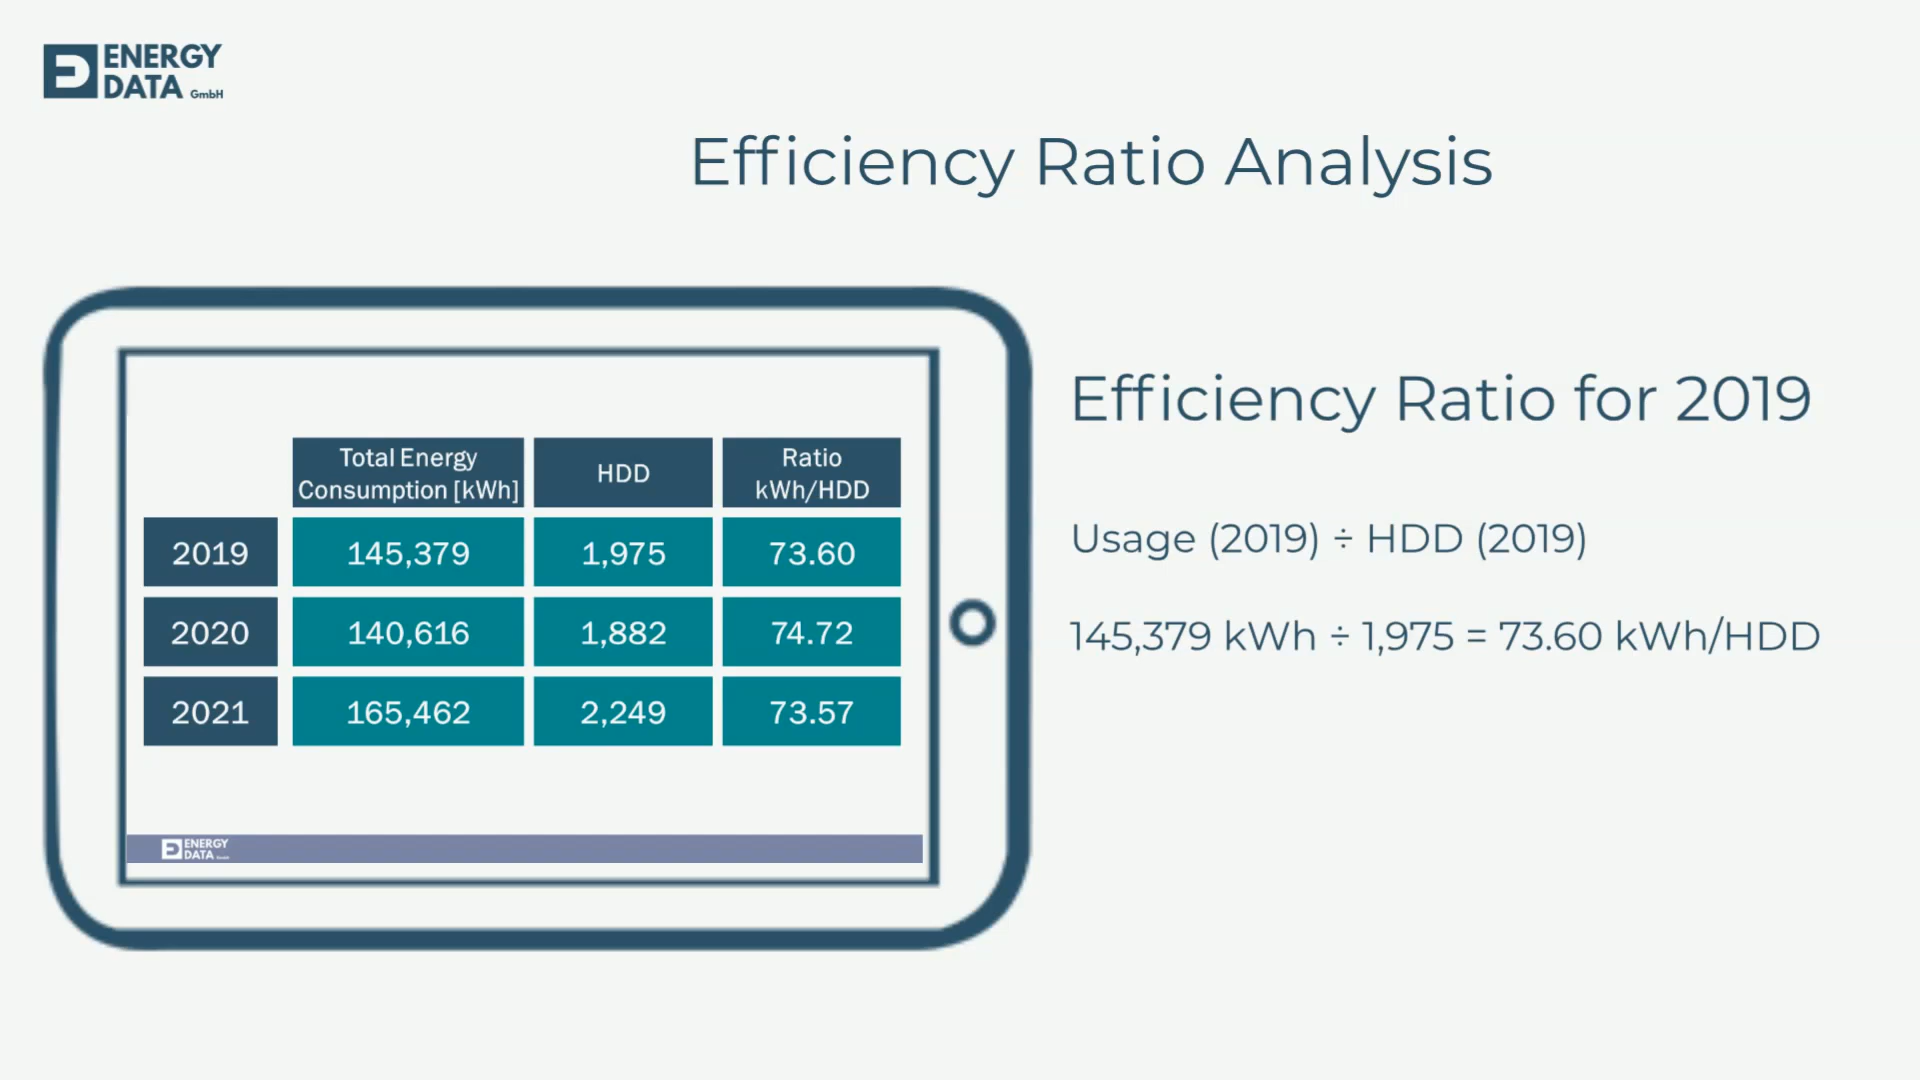 ENERGY
DATA GmbH
Efficiency Ratio Analysis
Total Energy
Consumption [kWh]
HDD
Ratio
kWh/HDD
2019 145,379 1,975 73.60
2020 140,616 1,882 74.72
2021 165,462 2,249 73.57
ENERGY
DATA
Efficiency Ratio for 2019
Usage (2019) ÷ HDD (2019)
145,379 kWh ÷ 1,975 = 73.60 kWh/HDD